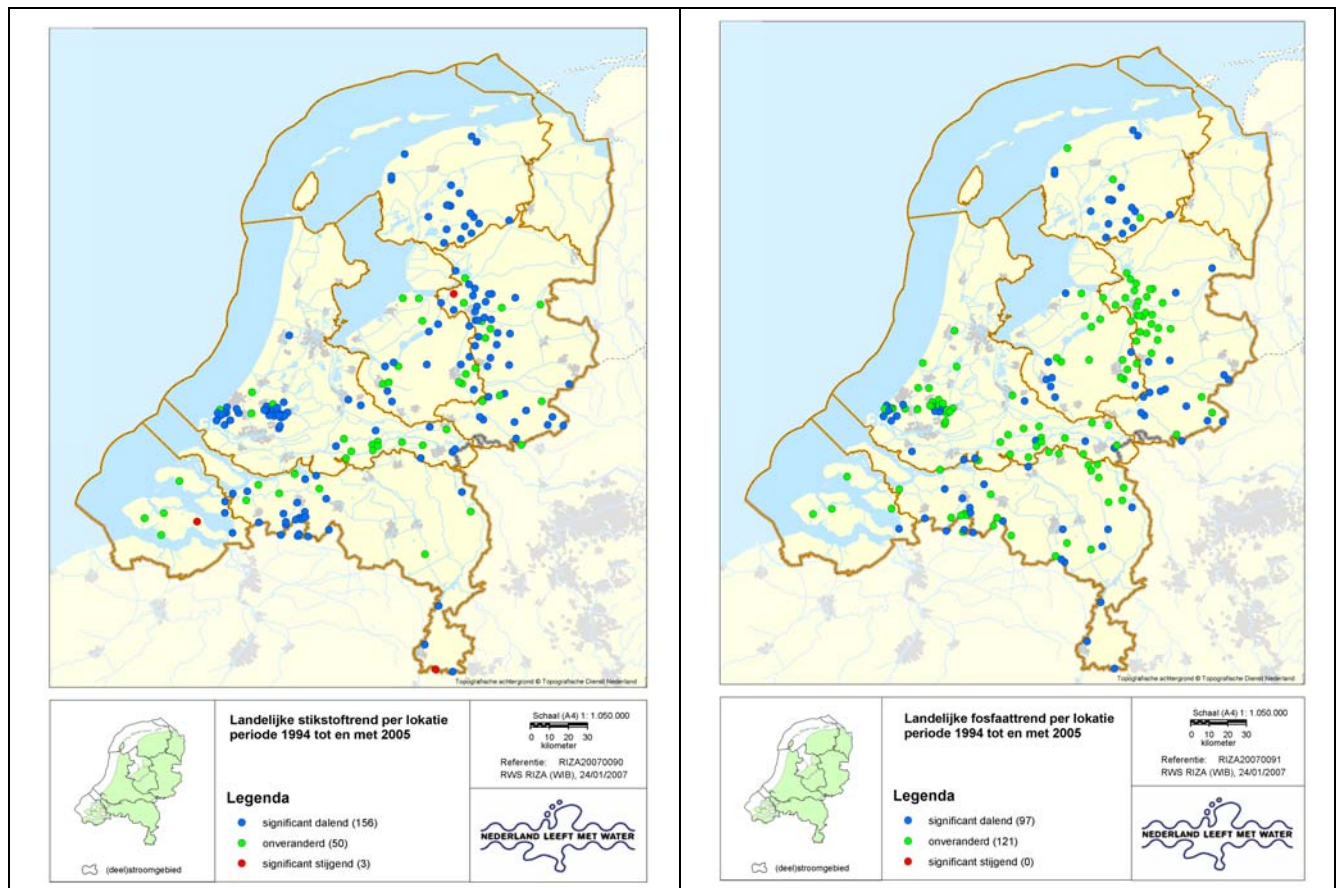 Topografische achtergrond © Topografische Dienst Nederland
Landelijke stikstoftrend per lokatie
periode 1994 tot en met 2005
Legenda
significant dalend (156)
onveranderd (50)
significant stijgend (3)
(deel)stroomgebied
Schaal (A4) 1: 1.050.000
0 10 20 30
kilometer
Referentie: RIZA20070090
RWS RIZA (WIB), 24/01/2007
NEDERLAND LEEFT MET WATER
Topografische achtergrond © Topografische Dienst Nederland
Landelijke fosfaattrend per lokatie
periode 1994 tot en met 2005
Legenda
significant dalend (97)
onveranderd (121)
significant stijgend (0)
(deel)stroomgebied
Schaal (A4) 1: 1.050.000
0 10 20 30
kilometer
Referentie: RIZA20070091
RWS RIZA (WIB), 24/01/2007
NEDERLAND LEEFT MET WATER